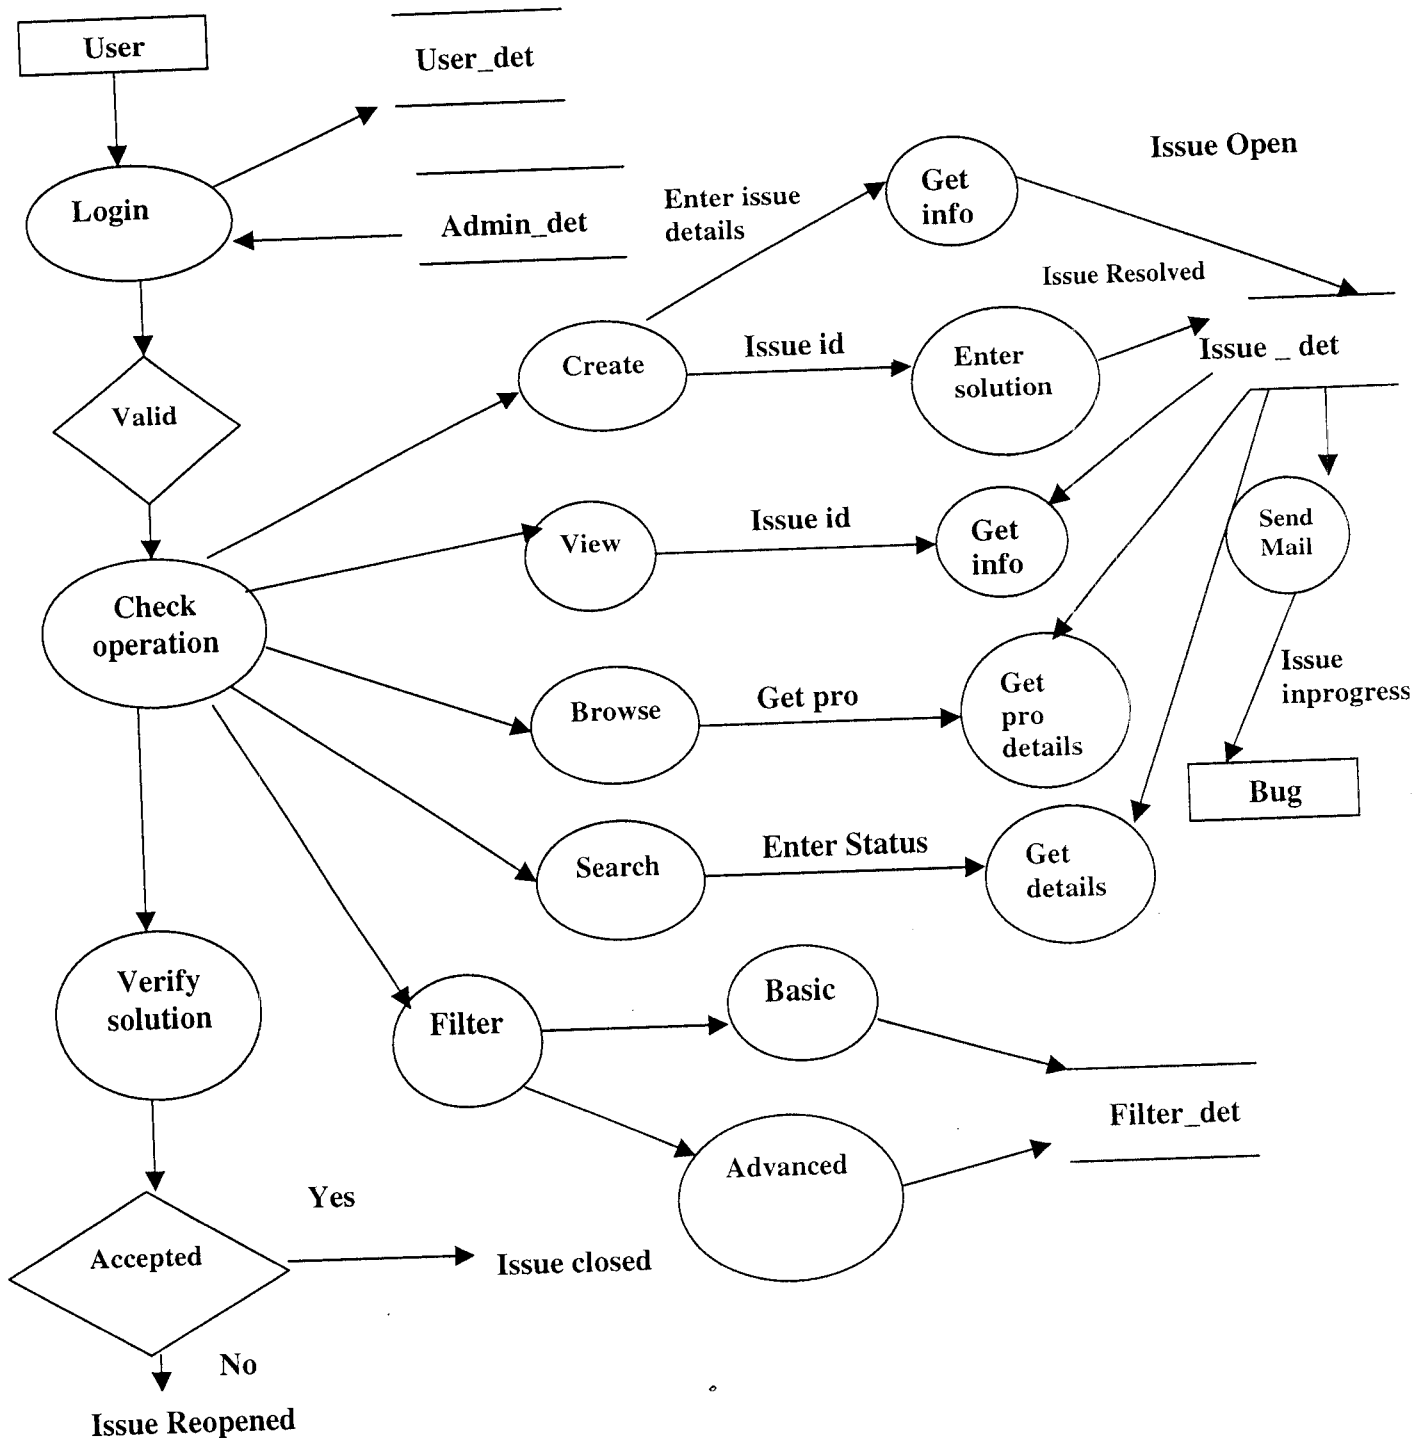 User
User_det
Issue Open
Get
info
Enter issue
details
Login
Admin_det
Issue Resolved
Issue _ det
Create
Issue id
Enter
solution
Valid
View
Issue id
Get
info
Send
Mail
Check
operation
Issue
inprogress
Browse
Get pro
Get
pro
details
Bug
Search
Enter Status
Get
details
Verify
solution
Filter
Basic
Filter_det
Advanced
Accepted
Yes
Issue closed
No
Issue Reopened